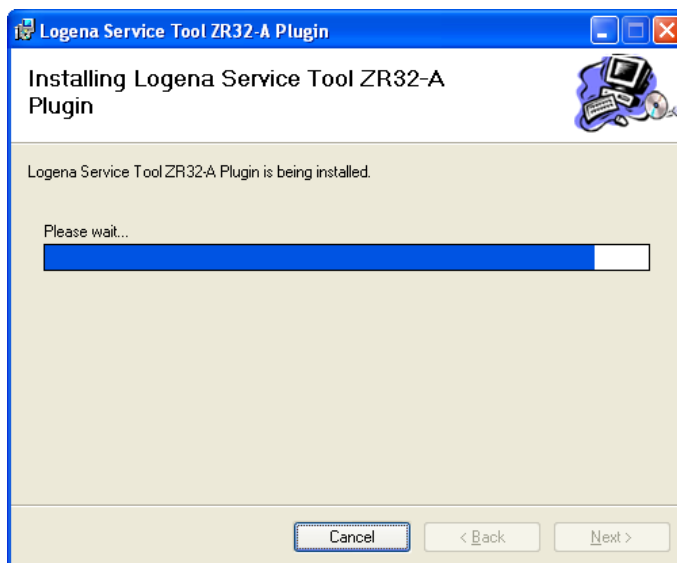 Logena Service Tool ZR32-A Plugin
Installing Logena Service Tool ZR32-A
Plugin
Logena Service Tool ZR32-A Plugin is being installed.
Please wait...
Cancel
< Back
Next >